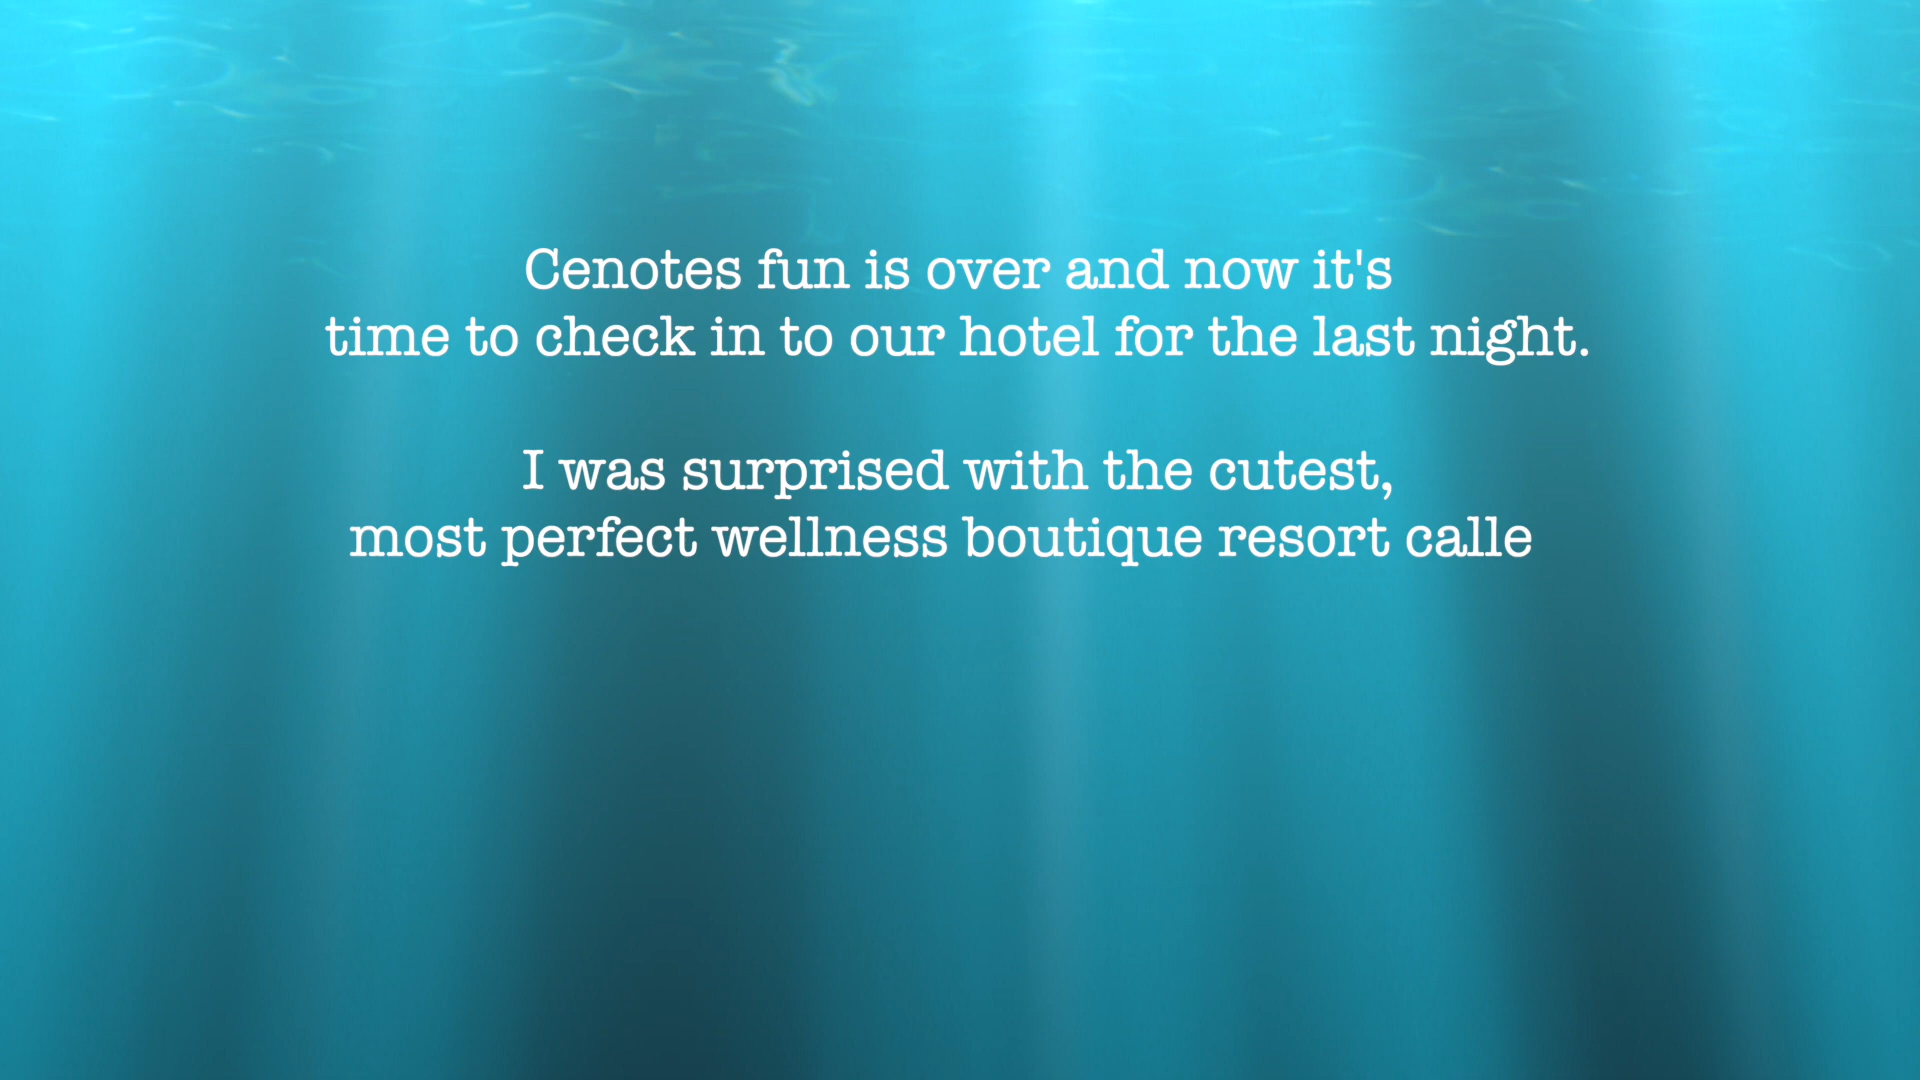 Cenotes fun is over and now it's
time to check in to our hotel for the last night.
I was surprised with the cutest,
most perfect wellness boutique resort calle